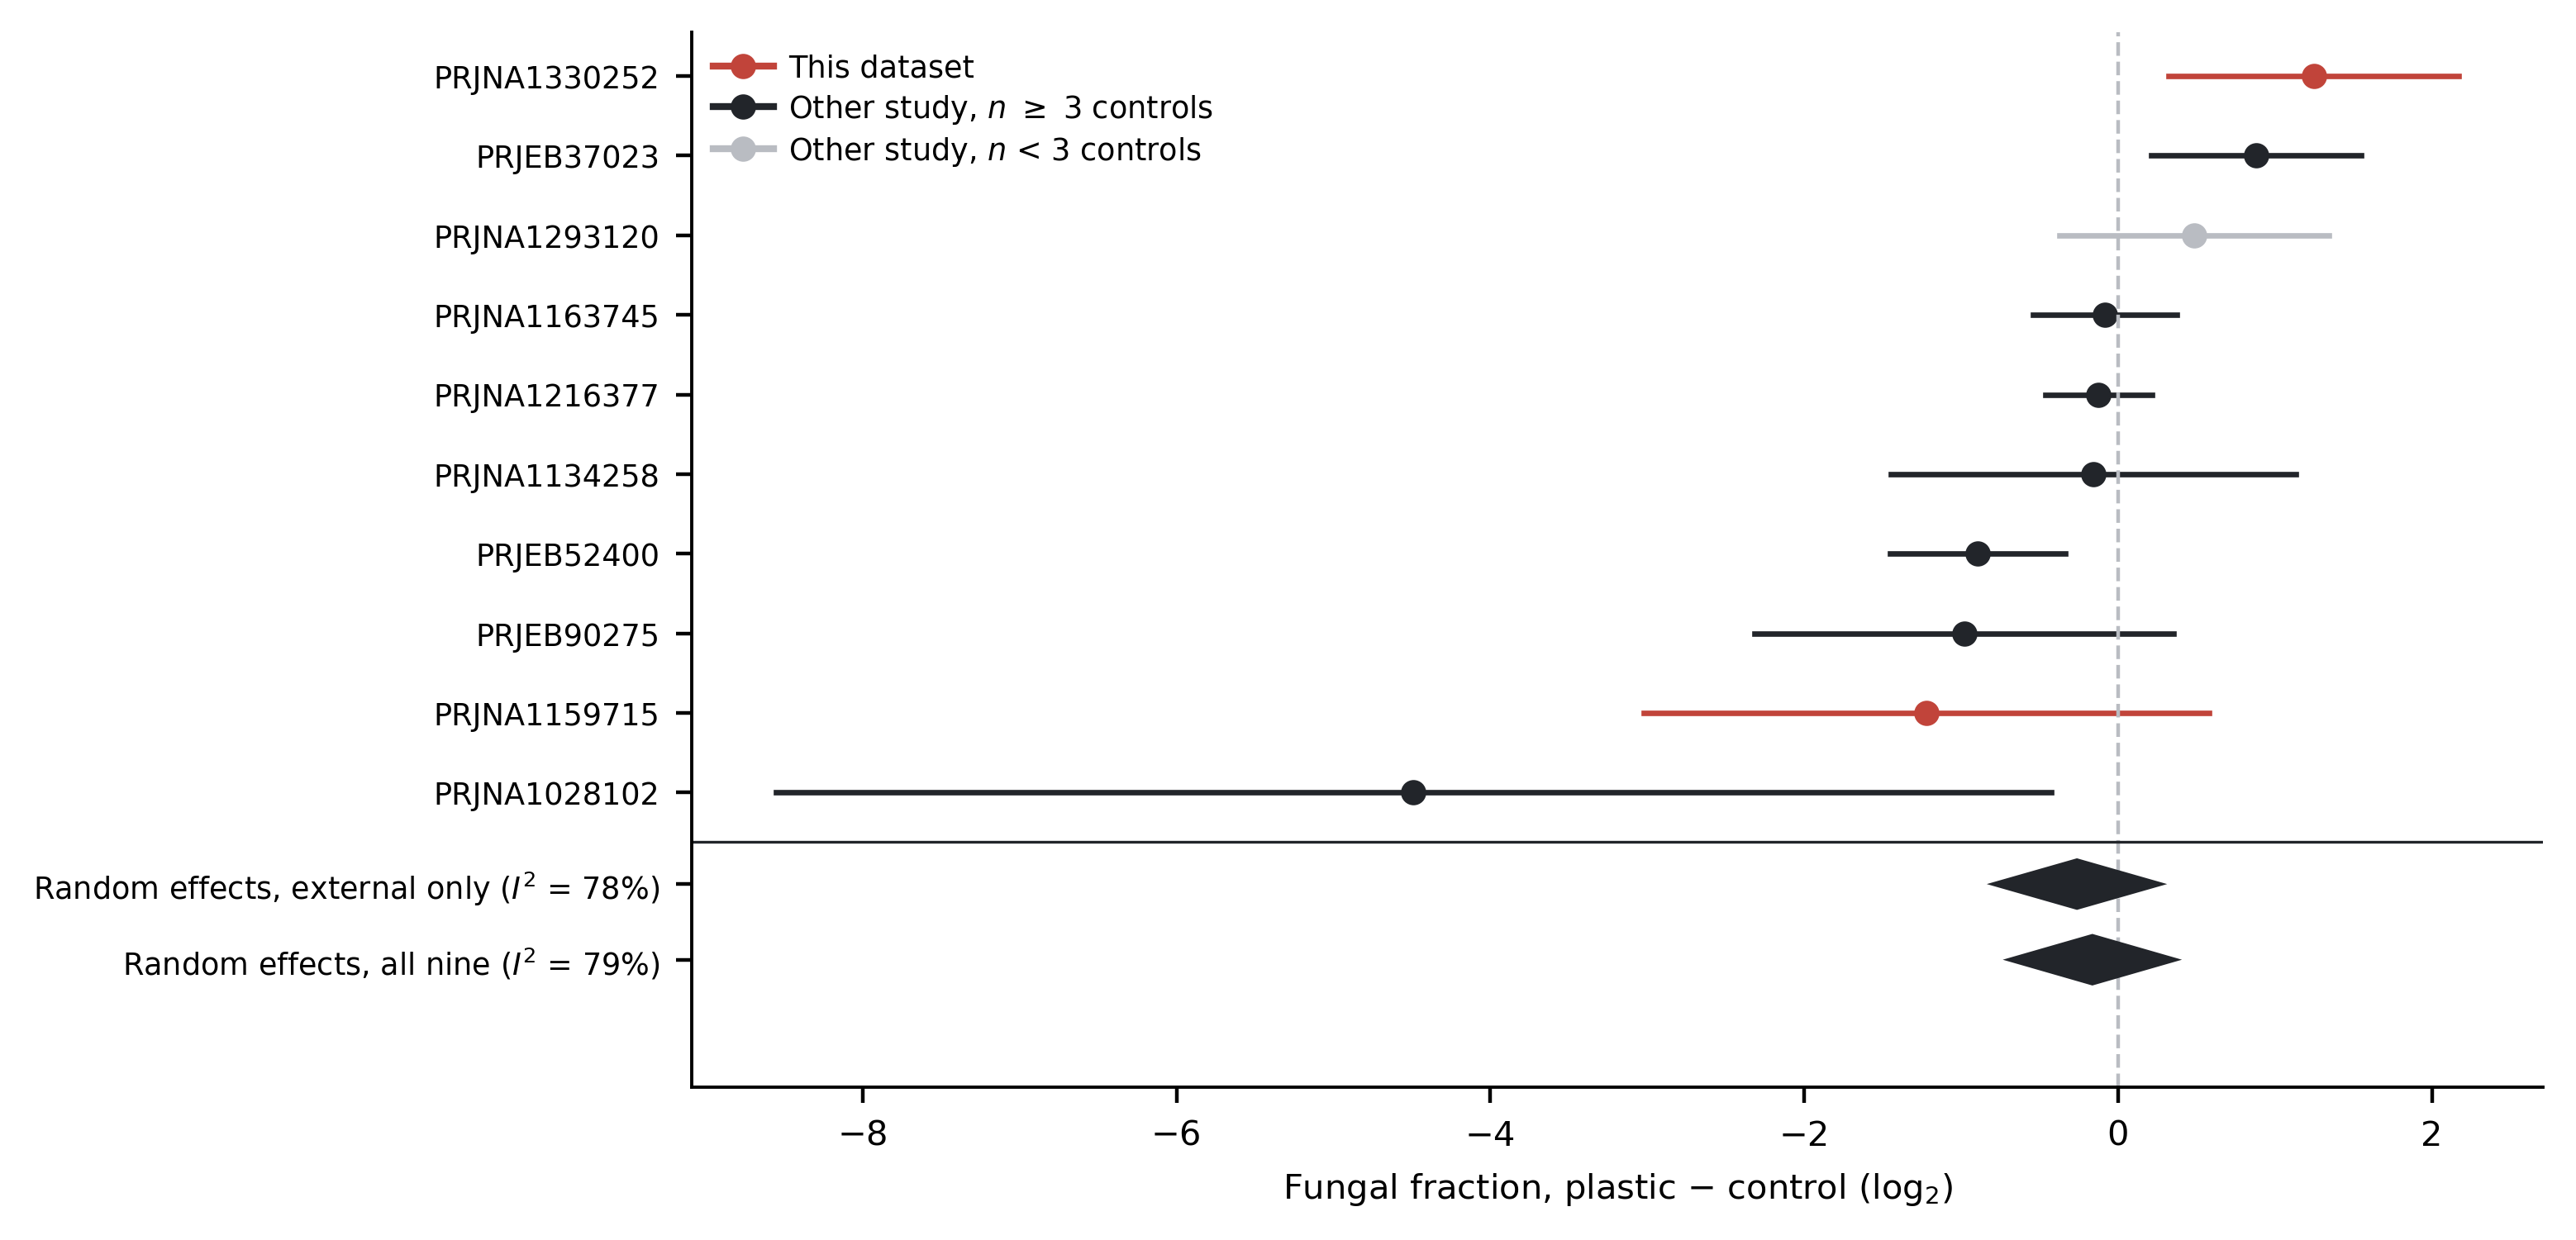 PRJNA1330252
PRJEB37023
PRJNA1293120
PRJNA1163745
PRJNA1216377
PRJNA1134258
PRJEB52400
PRJEB90275
PRJNA1159715
PRJNA1028102
Random effects, external only (I² = 78%)
Random effects, all nine (I² = 79%)
This dataset
Other study, n ≥ 3 controls
Other study, n < 3 controls
−8 −6 −4 −2 0 2
Fungal fraction, plastic − control (log₂)